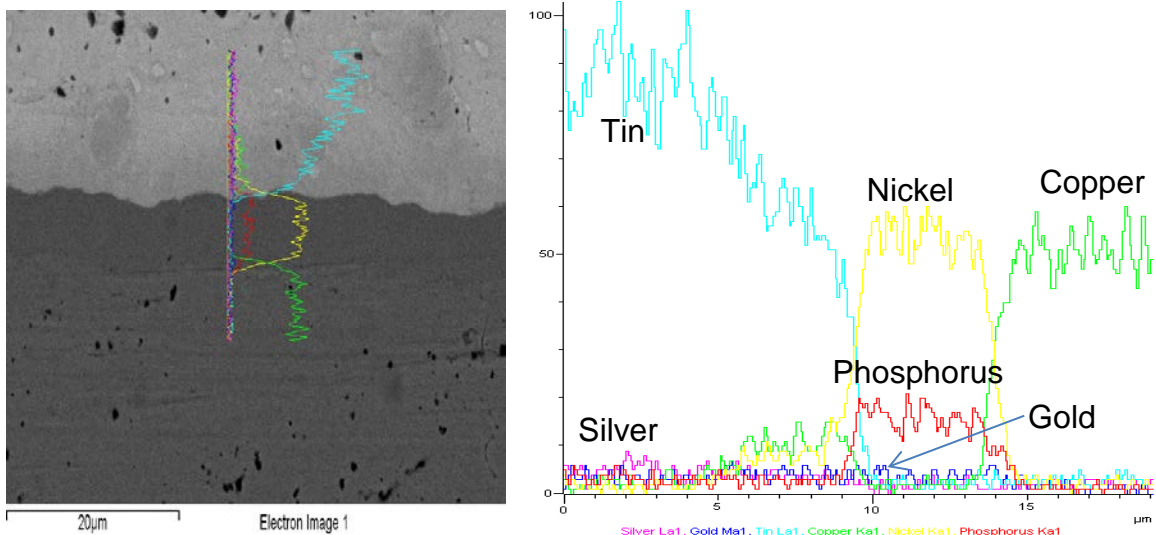 20µm
Electron Image 1
100
Tin
Nickel
Copper
50
Phosphorus
Gold
Silver
0
0
5
10
15
µm
Silver La1, Gold Ma1, Tin La1, Copper Ka1, Nickel Ka1, Phosphorus Ka1